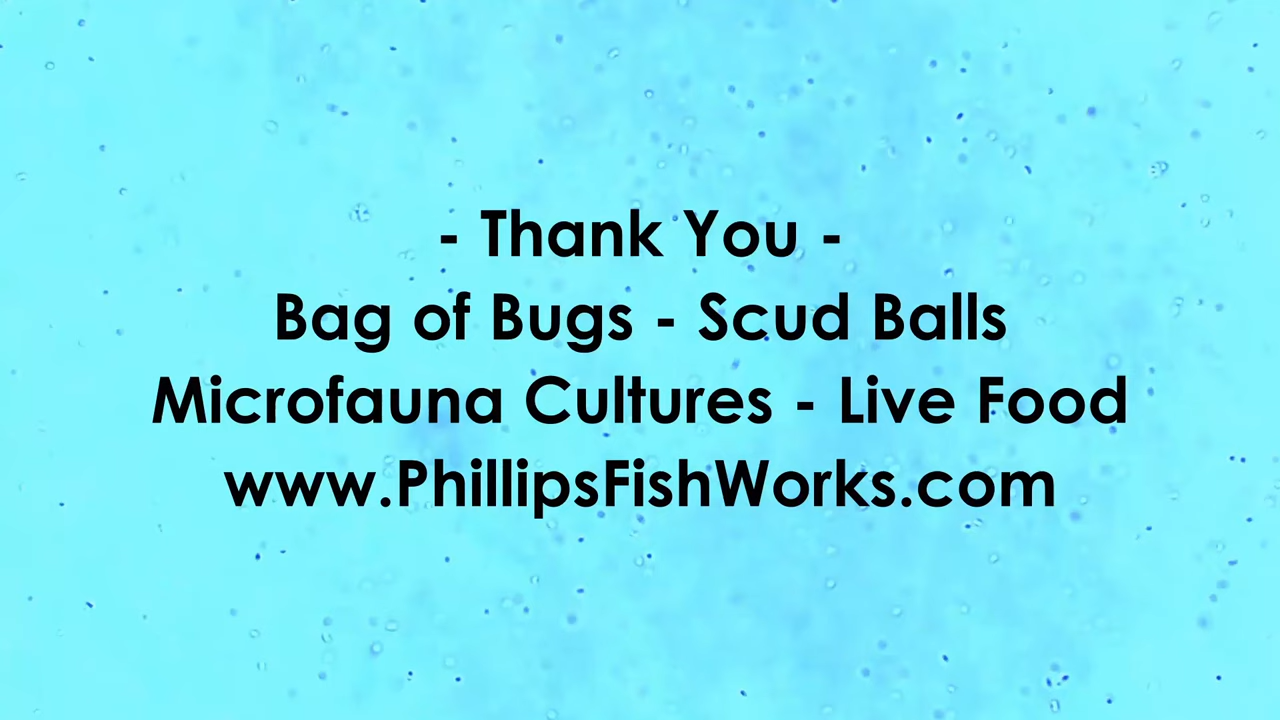 - Thank You -
Bag of Bugs - Scud Balls
Microfauna Cultures - Live Food
www.PhillipsFishWorks.com